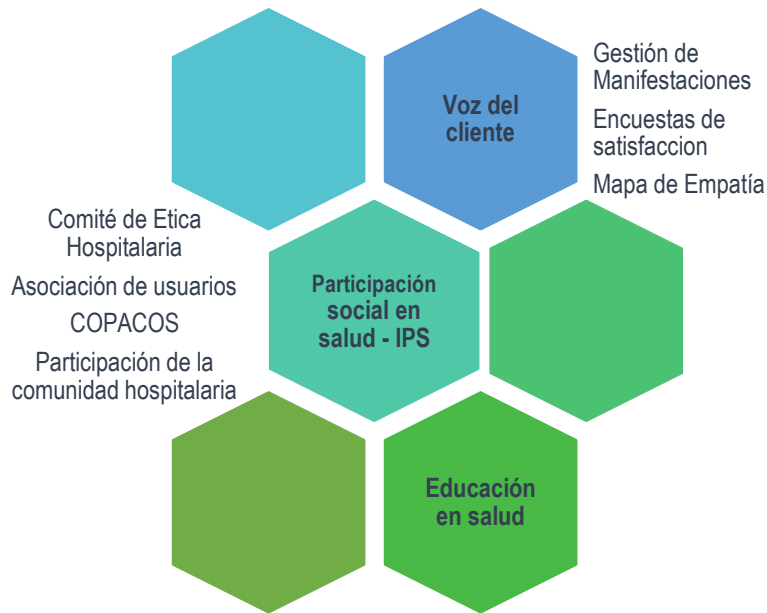 Voz del
cliente
Gestión de
Manifestaciones
Encuestas de
satisfaccion
Mapa de Empatía
Comité de Etica
Hospitalaria
Asociación de usuarios
COPACOS
Participación de la
comunidad hospitalaria
Participación
social en
salud - IPS
Educación
en salud